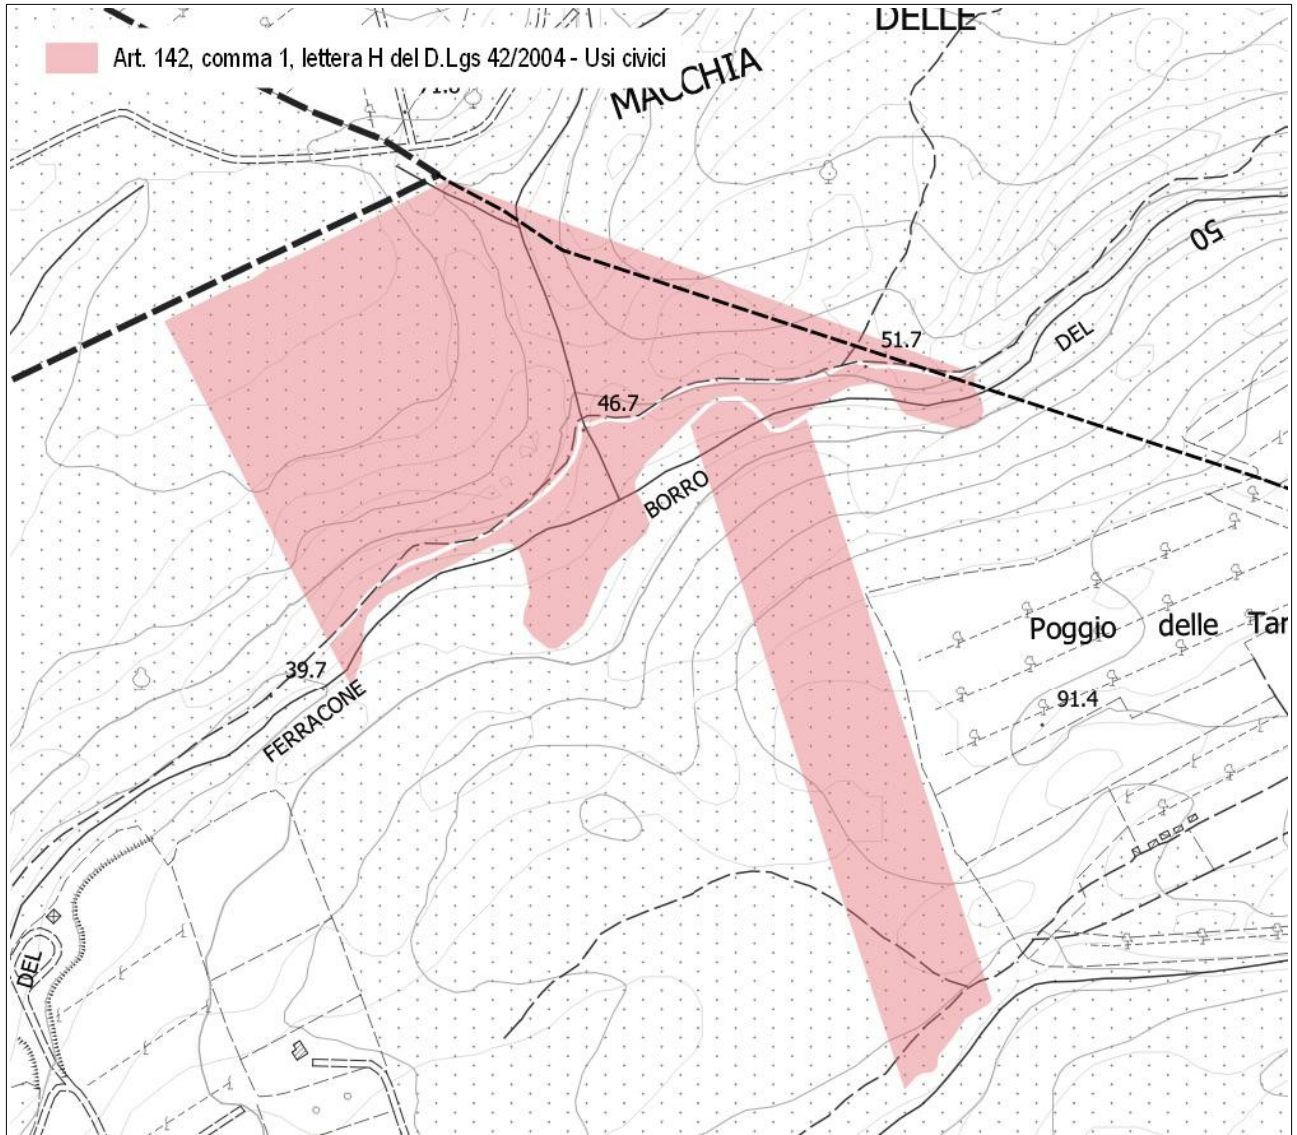 DELLE
Art. 142, comma 1, lettera H del D.Lgs 42/2004 - Usi civici
MACCHIA
50
DEL
51.7
46.7
BORRO
Poggio delle Tar
39.7
91.4
FERRACONE
DEL